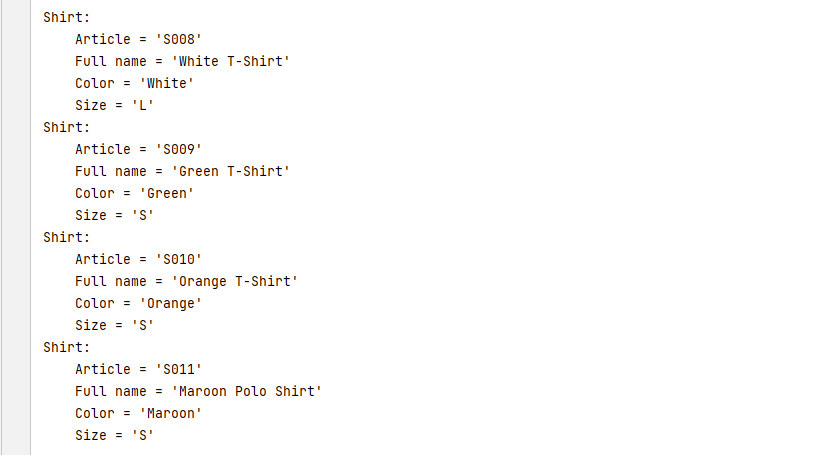 Shirt:
    Article = 'S008'
    Full name = 'White T-Shirt'
    Color = 'White'
    Size = 'L'
Shirt:
    Article = 'S009'
    Full name = 'Green T-Shirt'
    Color = 'Green'
    Size = 'S'
Shirt:
    Article = 'S010'
    Full name = 'Orange T-Shirt'
    Color = 'Orange'
    Size = 'S'
Shirt:
    Article = 'S011'
    Full name = 'Maroon Polo Shirt'
    Color = 'Maroon'
    Size = 'S'